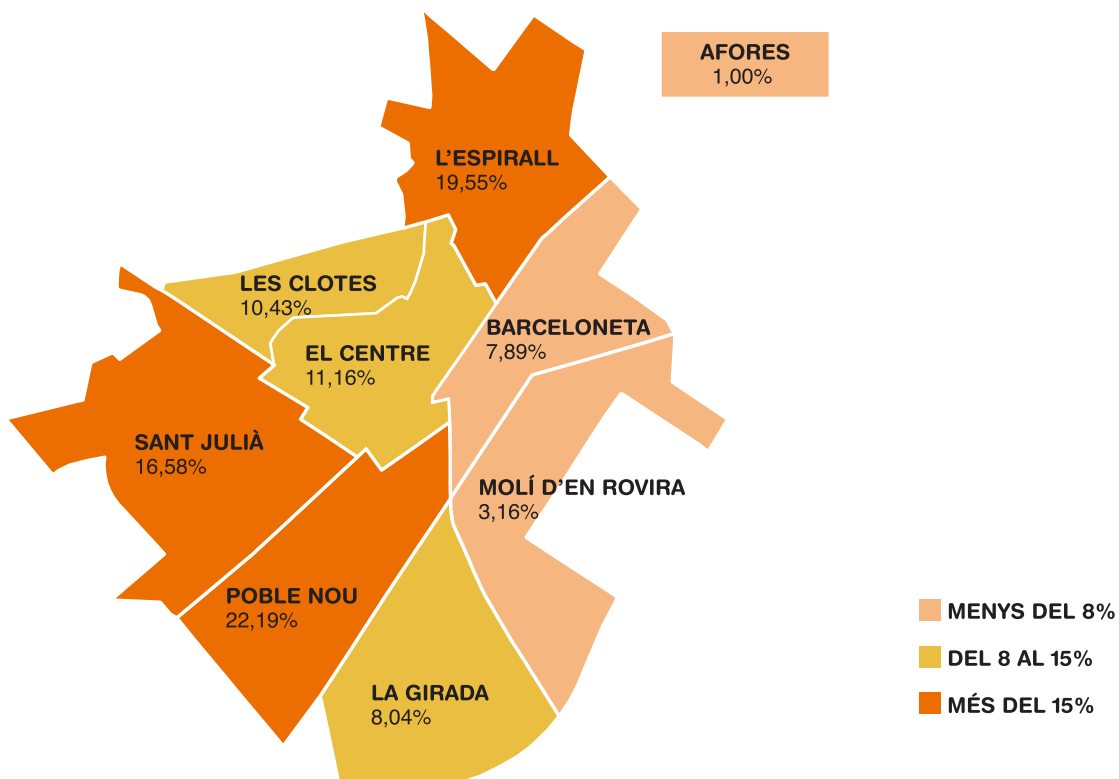 AFORES
1,00%
L’ESPIRALL
19,55%
LES CLOTES
10,43%
BARCELONETA
7,89%
EL CENTRE
11,16%
SANT JULIÀ
16,58%
MOLÍ D’EN ROVIRA
3,16%
POBLE NOU
22,19%
LA GIRADA
8,04%
MENYS DEL 8%
DEL 8 AL 15%
MÉS DEL 15%